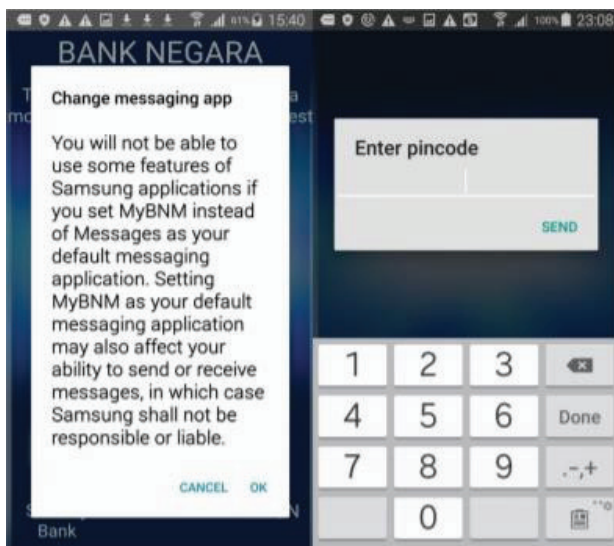 61% 15:40
BANK NEGARA
Change messaging app
You will not be able to
use some features of
Samsung applications if
you set MyBNM instead
of Messages as your
default messaging
application. Setting
MyBNM as your default
messaging application
may also affect your
ability to send or receive
messages, in which case
Samsung shall not be
responsible or liable.
CANCEL OK
Bank
100% 23:08
Enter pincode
SEND
1 2 3
4 5 6 Done
7 8 9 .-,+
0